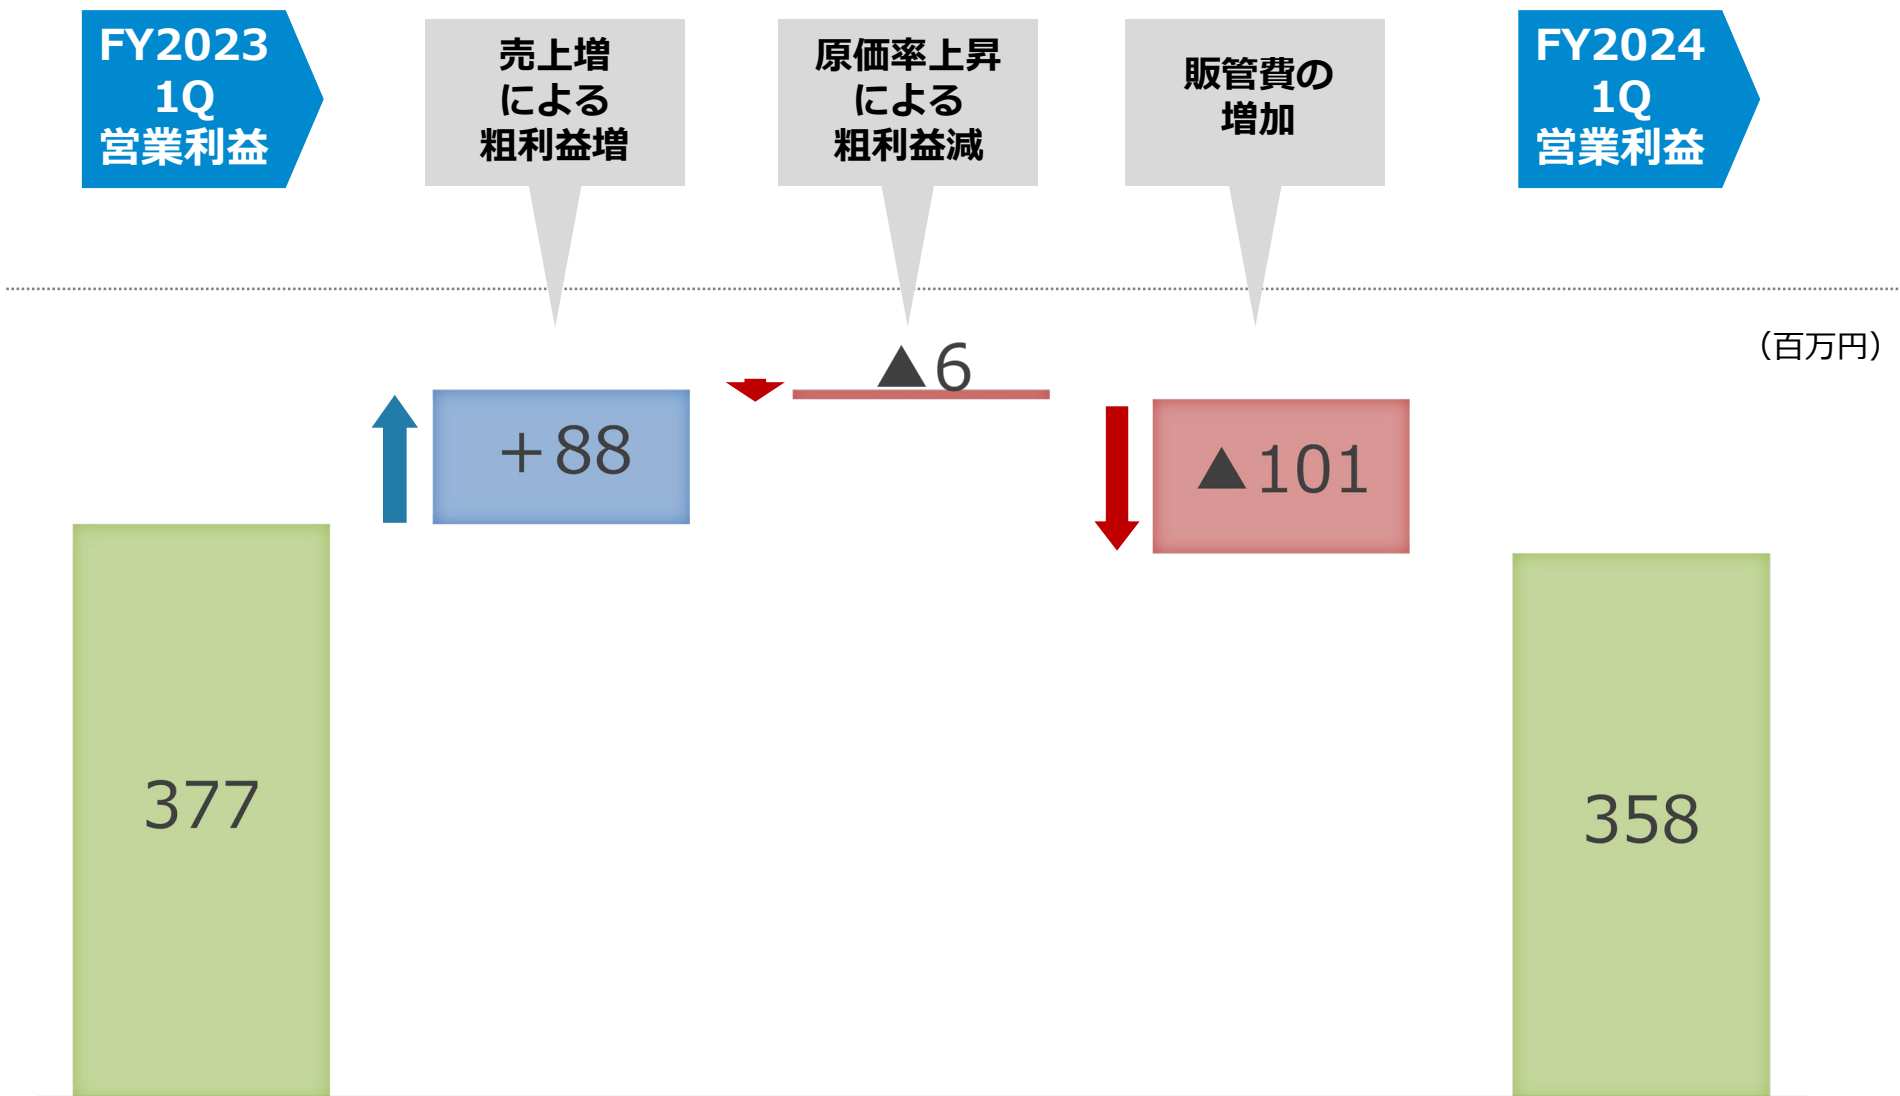 FY2023
1Q
営業利益
売上増
による
粗利益増
原価率上昇
による
粗利益減
販管費の
増加
FY2024
1Q
営業利益
（百万円）
+88
▲6
▲101
377
358